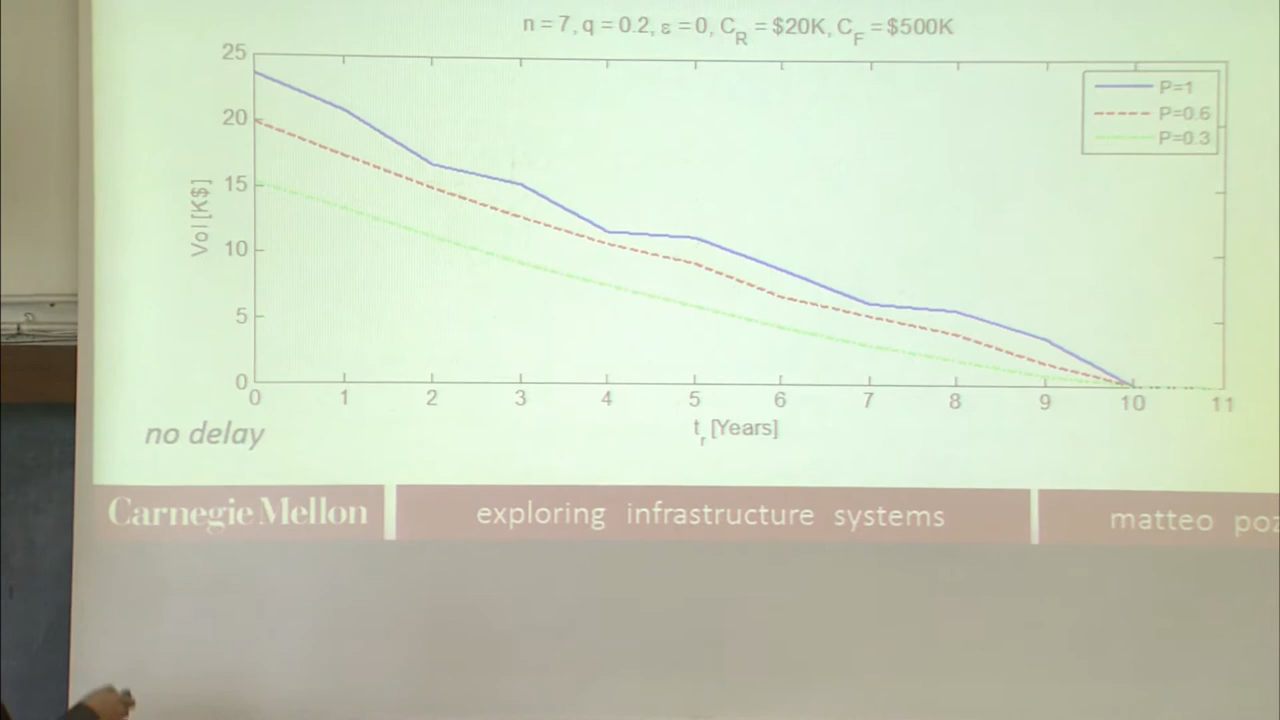 n = 7, q = 0.2, ε = 0, C_R = $20K, C_F = $500K
25
20
15
10
5
0
VoI [K$]
P=1
P=0.6
P=0.3
0 1 2 3 4 5 6 7 8 9 10 11
t_r [Years]
no delay
Carnegie Mellon
exploring infrastructure systems
matteo